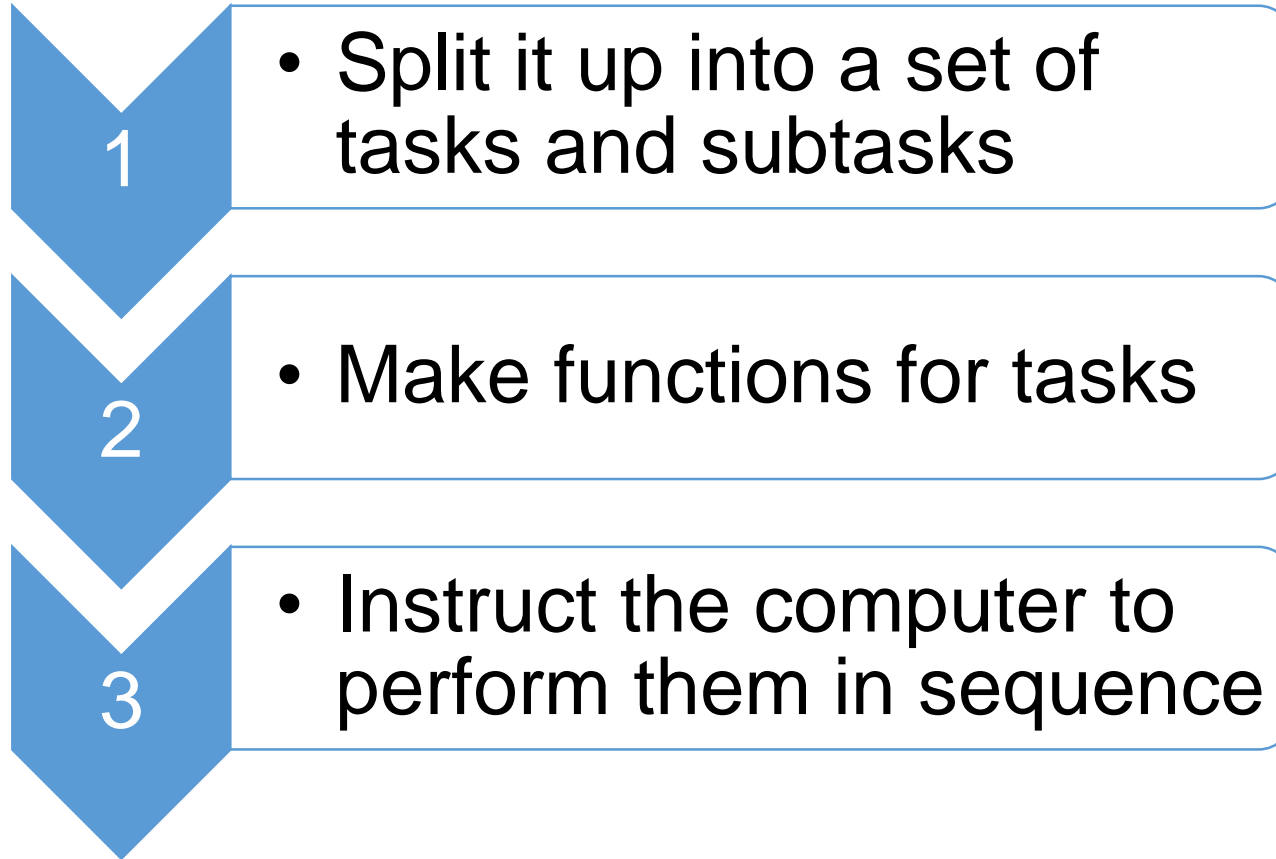 1
• Split it up into a set of
tasks and subtasks
2
• Make functions for tasks
3
• Instruct the computer to
perform them in sequence